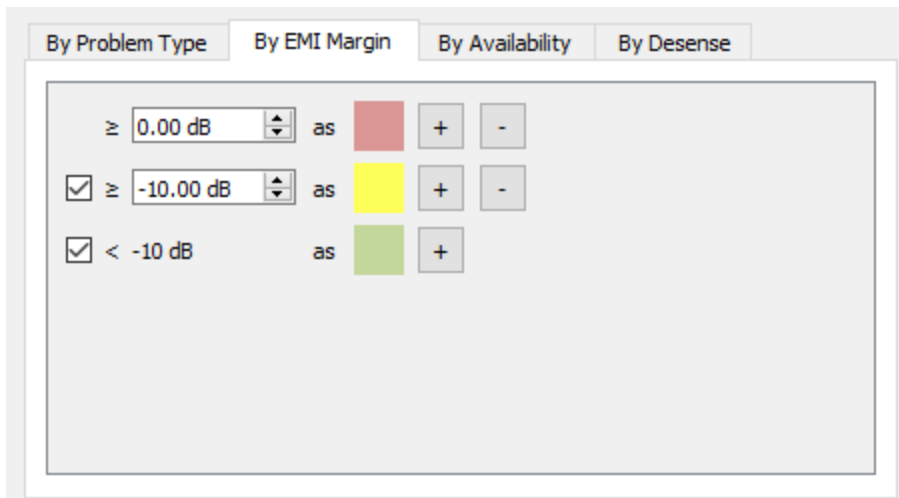 By Problem Type By EMI Margin By Availability By Desense
≥ 0.00 dB as + -
≥ -10.00 dB as + -
< -10 dB as +